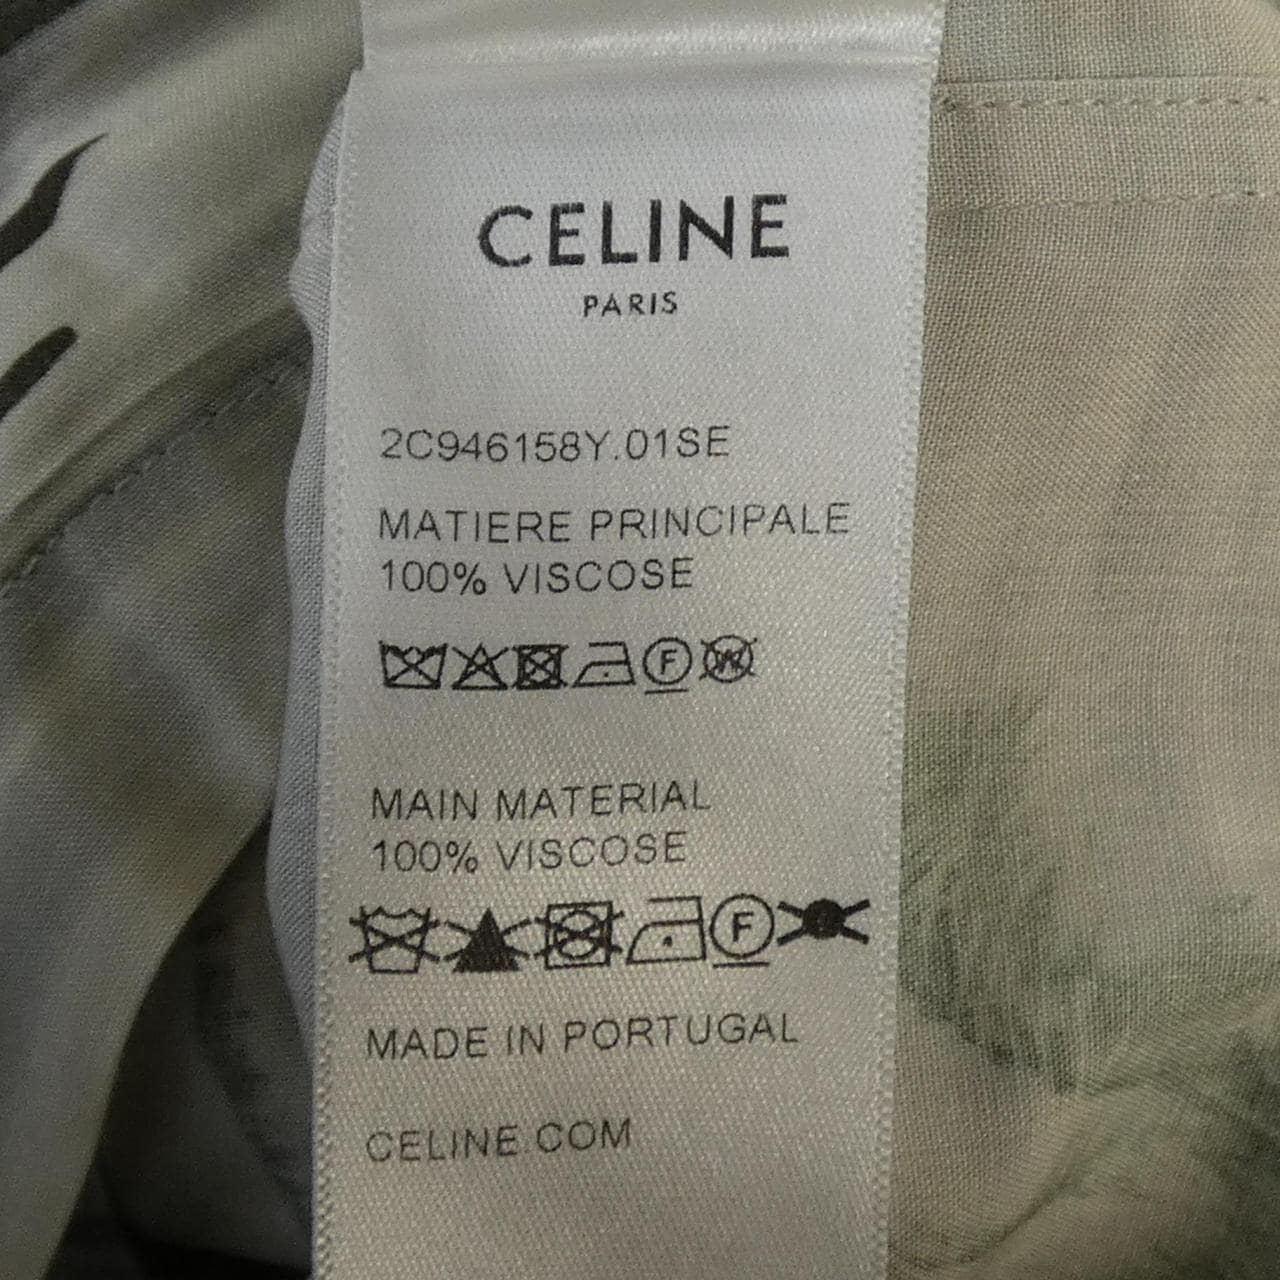 CELINE
PARIS
2C946158Y.01SE
MATIERE PRINCIPALE
100% VISCOSE
F W
MAIN MATERIAL
100% VISCOSE
F
MADE IN PORTUGAL
CELINE.COM